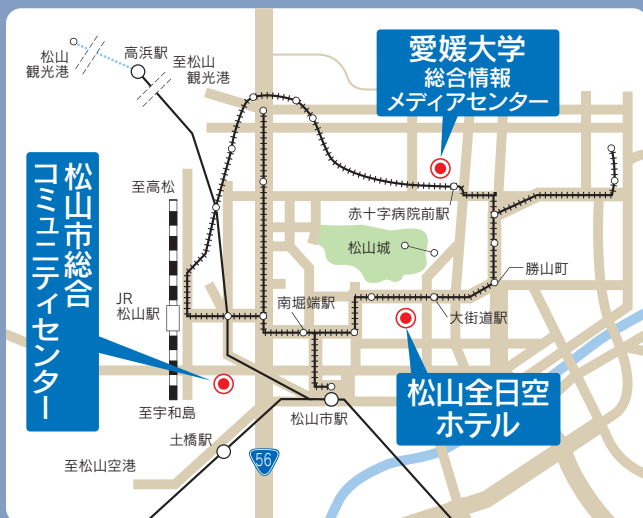 松山
観光港
高浜駅
至松山
観光港
愛媛大学
総合情報
メディアセンター
松山市総合
コミュニティセンター
至高松
赤十字病院前駅
松山城
勝山町
JR
松山駅
南堀端駅
大街道駅
至宇和島
松山市駅
松山全日空
ホテル
土橋駅
至松山空港
56